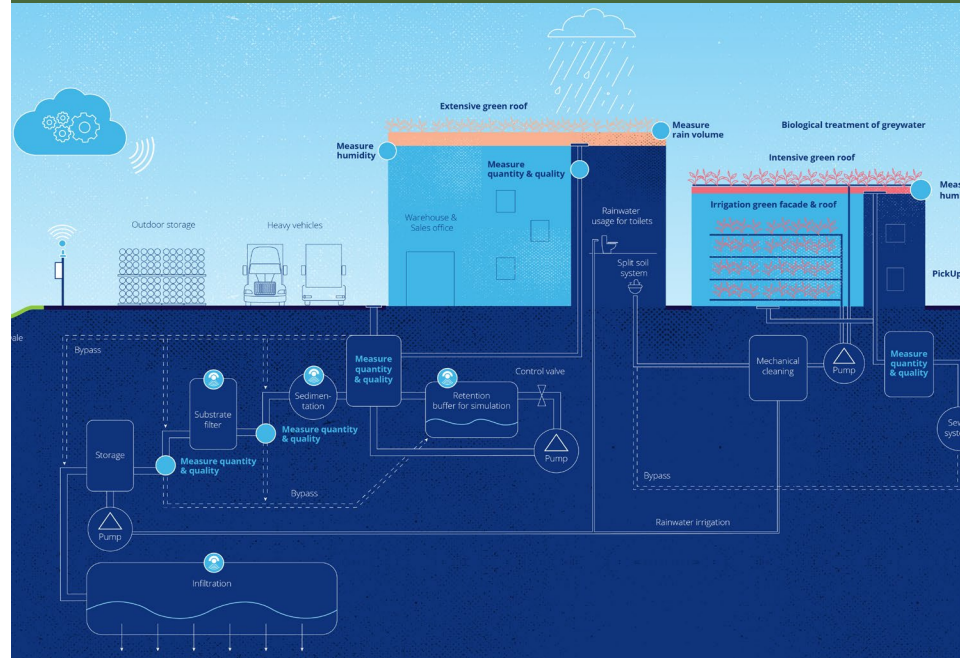 Extensive green roof
Measure
rain volume
Biological treatment of greywater
Measure
humidity
Intensive green roof
Measure
quantity & quality
Irrigation green facade & roof
Outdoor storage
Heavy vehicles
Warehouse &
Sales office
Rainwater
usage for toilets
Split soil
system
PickUp
Bypass
Measure
quantity
& quality
Control valve
Mechanical
cleaning
Pump
Measure
quantity
& quality
Substrate
filter
Sedimen-
tation
Retention
buffer for simulation
Measure quantity
& quality
Storage
Measure quantity
& quality
Pump
Bypass
Bypass
Rainwater irrigation
Pump
Infiltration